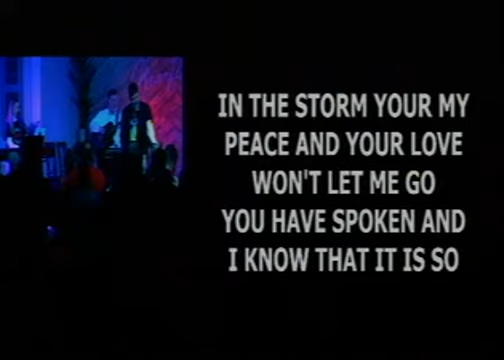 IN THE STORM YOUR MY
PEACE AND YOUR LOVE
WON'T LET ME GO
YOU HAVE SPOKEN AND
I KNOW THAT IT IS SO